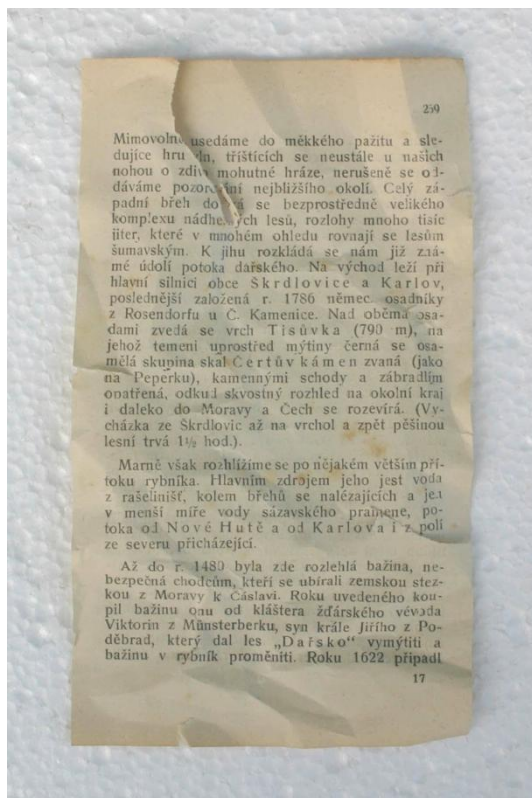 259
Mimovolně usedáme do měkkého pažitu a sle-
dujíce hru vln, tříštících se neustále u našich
nohou o zdivo mohutné hráze, nerušeně se od-
dáváme pozorování nejbližšího okolí. Celý zá-
padní břeh dotýká se bezprostředně velikého
komplexu nádherných lesů, rozlohy mnoho tisíc
jiter, které v mnohém ohledu rovnají se lesům
šumavským. K jihu rozkládá se nám již zná-
mé údolí potoka dařského. Na východ leží při
hlavní silnici obce Škrdlovice a Karlov,
poslednější založená r. 1786 němec. osadníky
z Rosendorfu u Č. Kamenice. Nad oběma osa-
dami zvedá se vrch Tisůvka (790 m), na
jehož temeni uprostřed mýtiny černá se osa-
mělá skupina skal Čertův kámen zvaná (jako
na Peperku), kamennými schody a zábradlím
opatřená, odkud skvostný rozhled na okolní kraj
i daleko do Moravy a Čech se rozevírá. (Vy-
cházka ze Škrdlovic až na vrchol a zpět pěšinou
lesní trvá 1½ hod.).
Marně však rozhlížíme se po nějakém větším pří-
toku rybníka. Hlavním zdrojem jeho jest voda
z rašelinišť, kolem břehů se nalézajících a jen
v menší míře vody sázavského pramene, po-
toka od Nové Hutě a od Karlova i z polí
ze severu přicházející.
Až do r. 1480 byla zde rozlehlá bažina, ne-
bezpečná chodcům, kteří se ubírali zemskou stez-
kou z Moravy k Čáslavi. Roku uvedeného kou-
pil bažinu onu od kláštera žďárského vévoda
Viktorin z Münsterberku, syn krále Jiřího z Po-
děbrad, který dal les „Dařsko" vymýtiti a
bažinu v rybník proměniti. Roku 1622 připadl
17